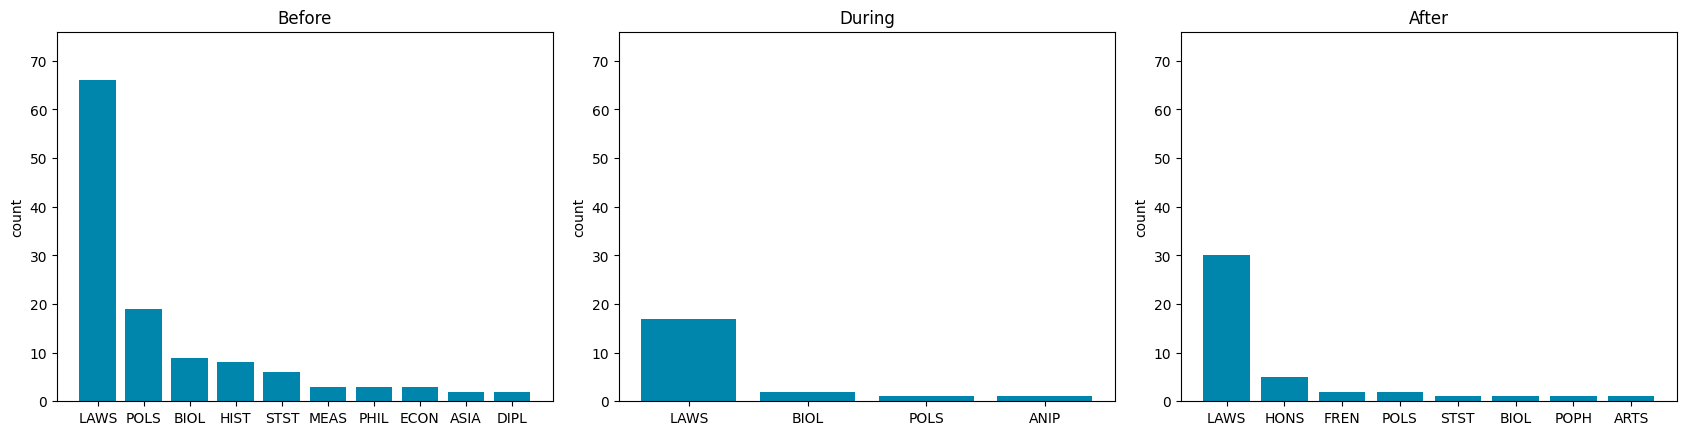 Before
70
60
50
40
30
20
10
0
count
LAWS POLS BIOL HIST STST MEAS PHIL ECON ASIA DIPL
During
70
60
50
40
30
20
10
0
count
LAWS BIOL POLS ANIP
After
70
60
50
40
30
20
10
0
count
LAWS HONS FREN POLS STST BIOL POPH ARTS